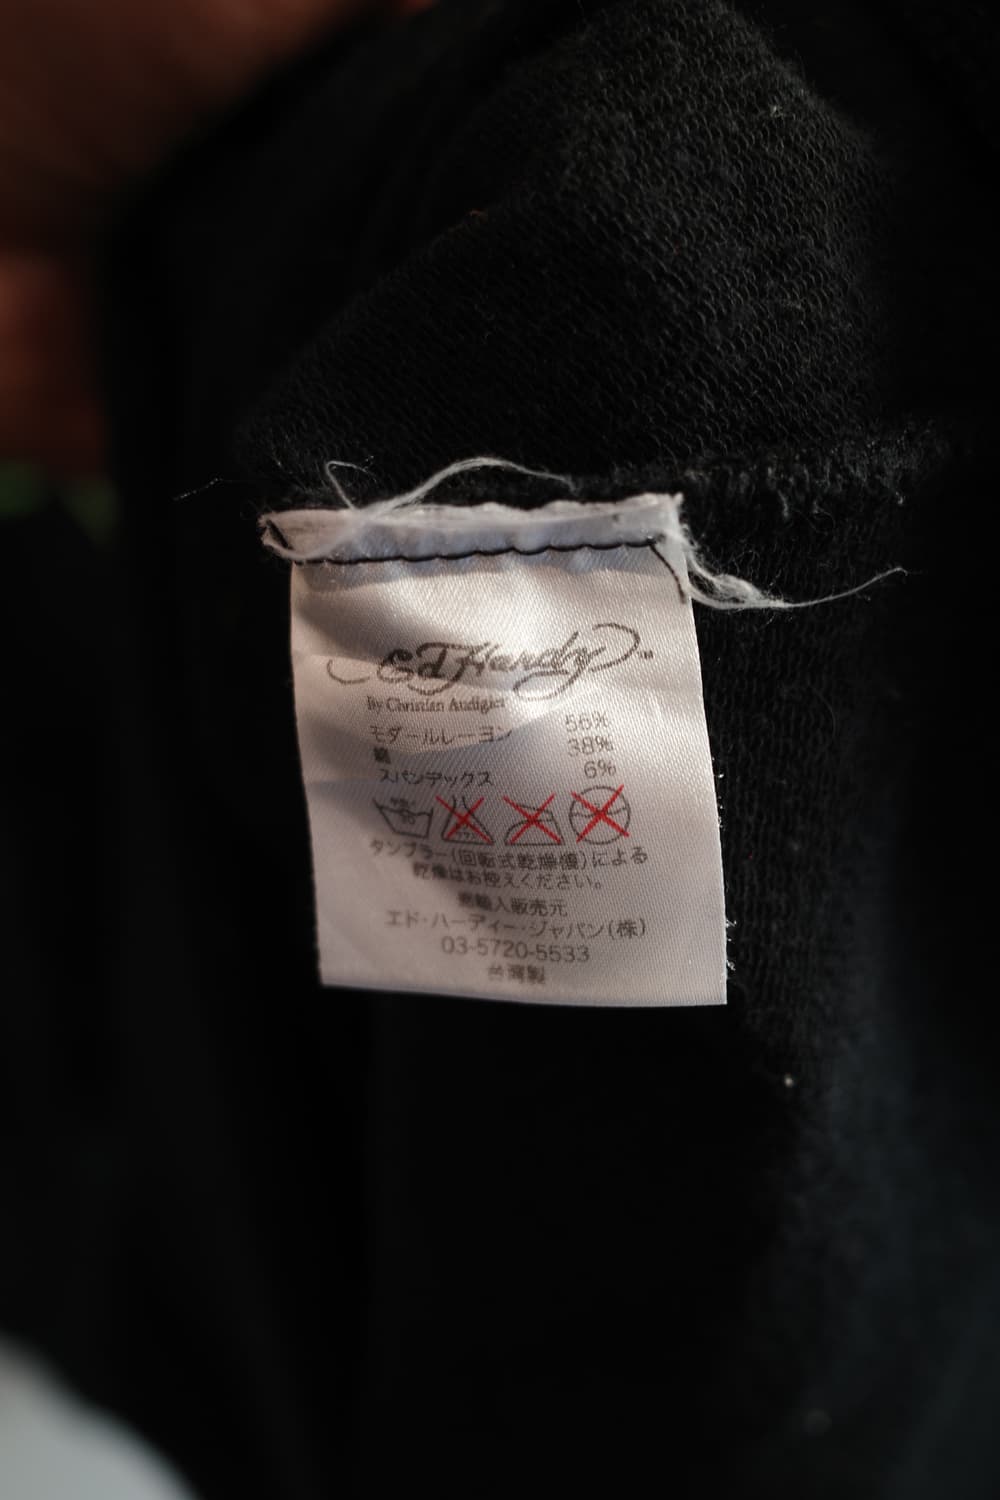 Ed Hardy™
By Christian Audigier
モダールレーヨン 56%
綿 38%
スパンデックス 6%
タンブラー(回転式乾燥機)による
乾燥はお控えください。
輸入販売元
エド・ハーディー・ジャパン(株)
03-5720-5533
台湾製